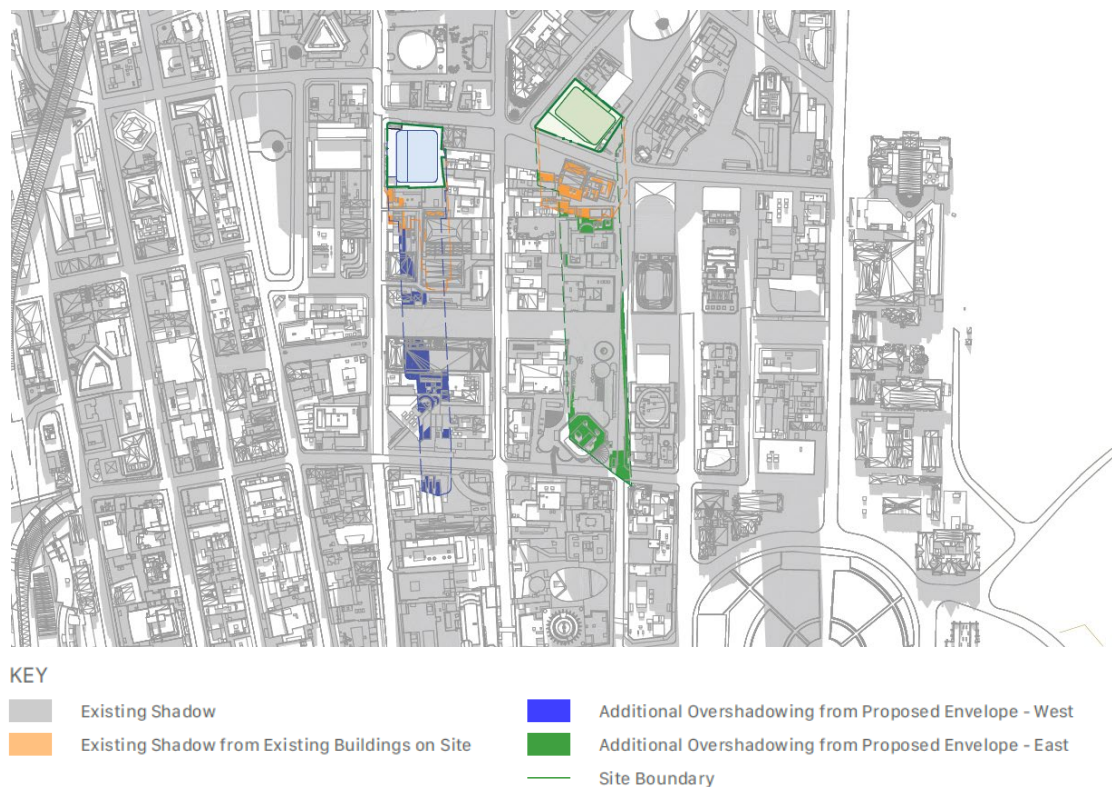 KEY
Existing Shadow
Existing Shadow from Existing Buildings on Site
Additional Overshadowing from Proposed Envelope - West
Additional Overshadowing from Proposed Envelope - East
Site Boundary